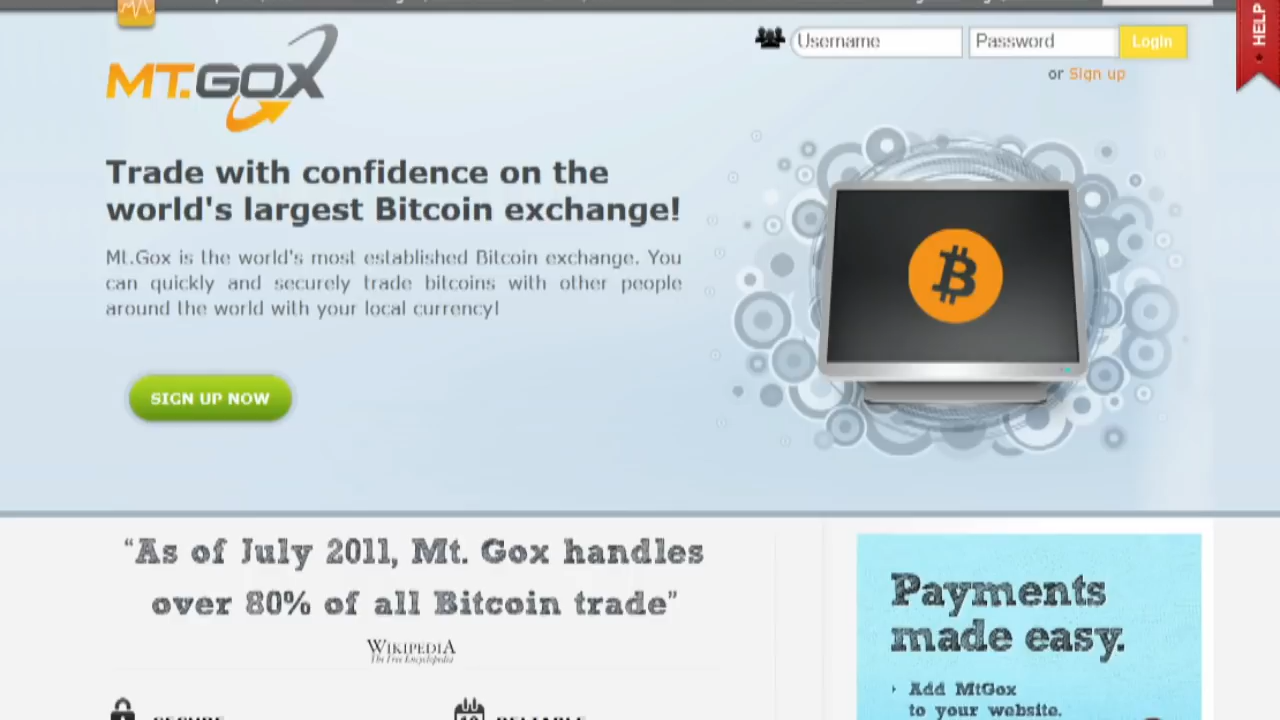 HELP
Username Password Login
or Sign up
MT.GOX
Trade with confidence on the
world's largest Bitcoin exchange!
Mt.Gox is the world's most established Bitcoin exchange. You
can quickly and securely trade bitcoins with other people
around the world with your local currency!
SIGN UP NOW
“As of July 2011, Mt. Gox handles
over 80% of all Bitcoin trade”
WIKIPEDIA
The Free Encyclopedia
Payments
made easy.
Add MtGox
to your website.
SECURE
RELIABLE